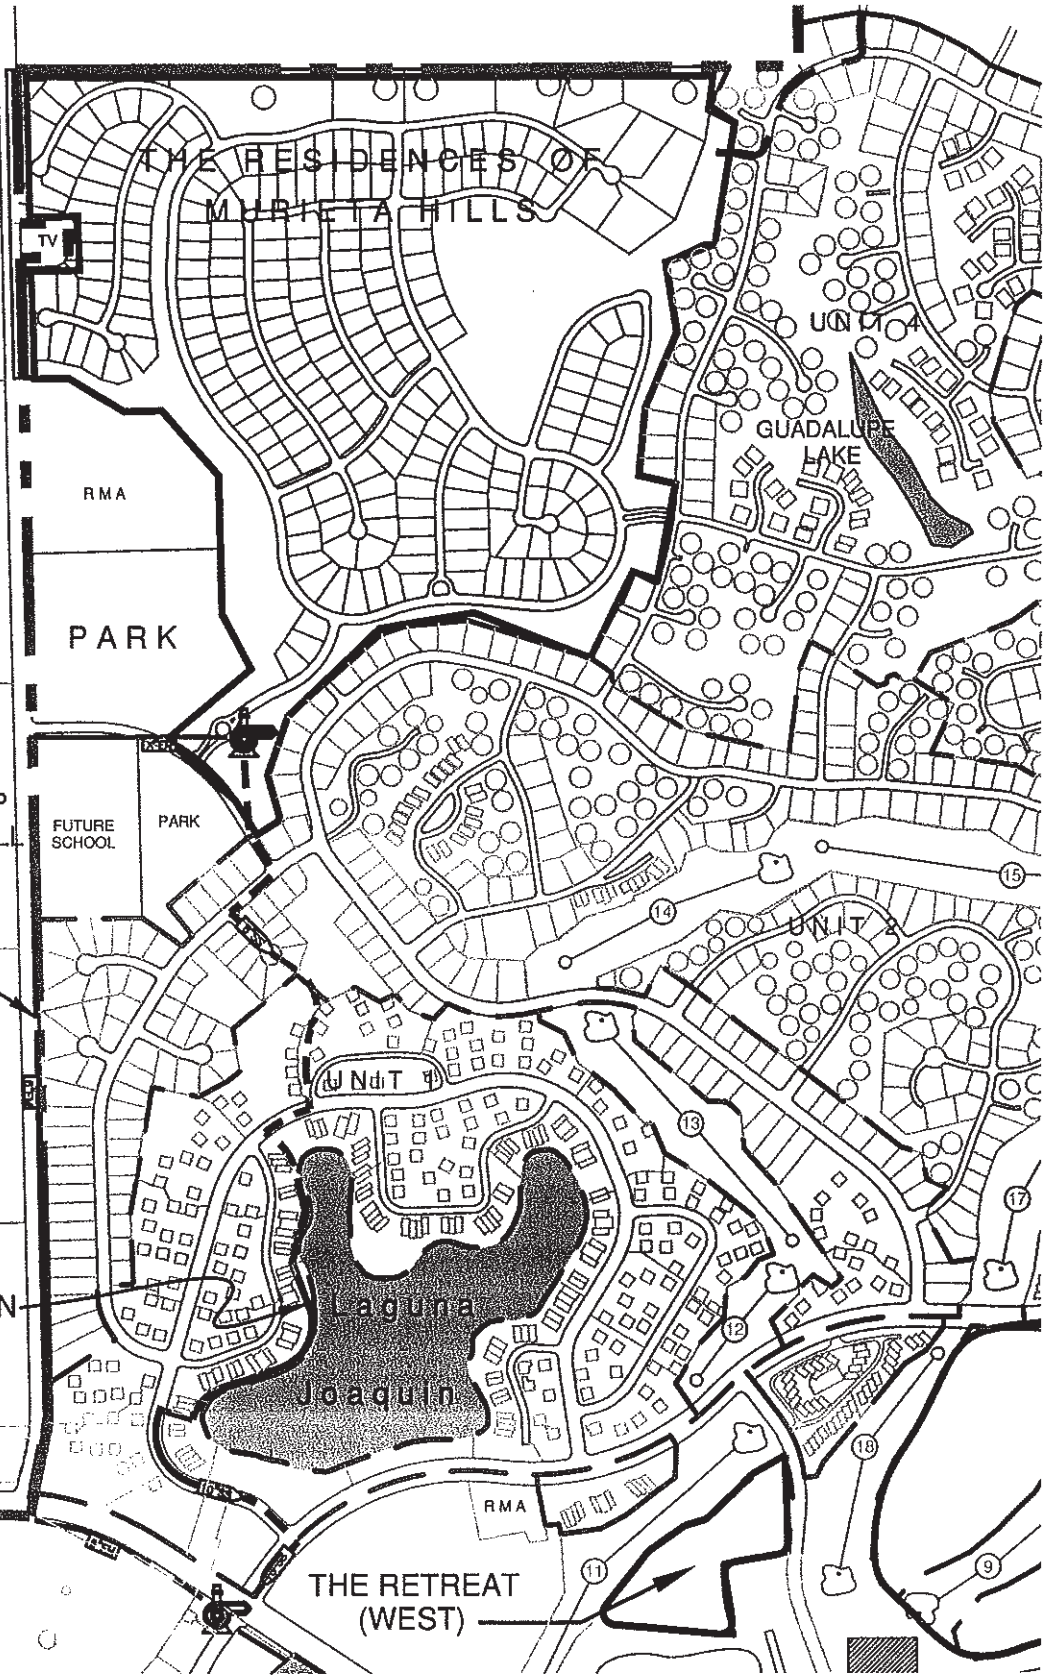 THE RESIDENCES OF
MURIETA HILLS
TV
UNIT 4
GUADALUPE
LAKE
RMA
PARK
FUTURE
SCHOOL
PARK
15
14
UNIT 2
UNIT
13
17
N
Laguna
12
Joaquin
18
RMA
11
9
THE RETREAT
(WEST)